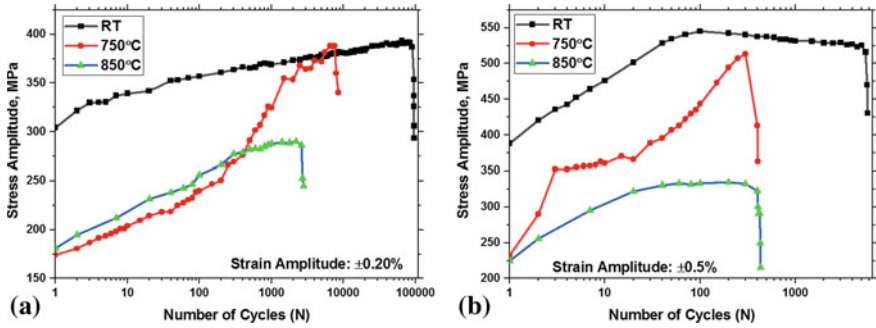 RT
750°C
850°C
Stress Amplitude, MPa
400
350
300
250
200
150
Strain Amplitude: ±0.20%
1
10
100
1000
10000
100000
(a)
Number of Cycles (N)
RT
750°C
850°C
Stress Amplitude, MPa
550
500
450
400
350
300
250
200
Strain Amplitude: ±0.5%
1
10
100
1000
(b)
Number of Cycles (N)